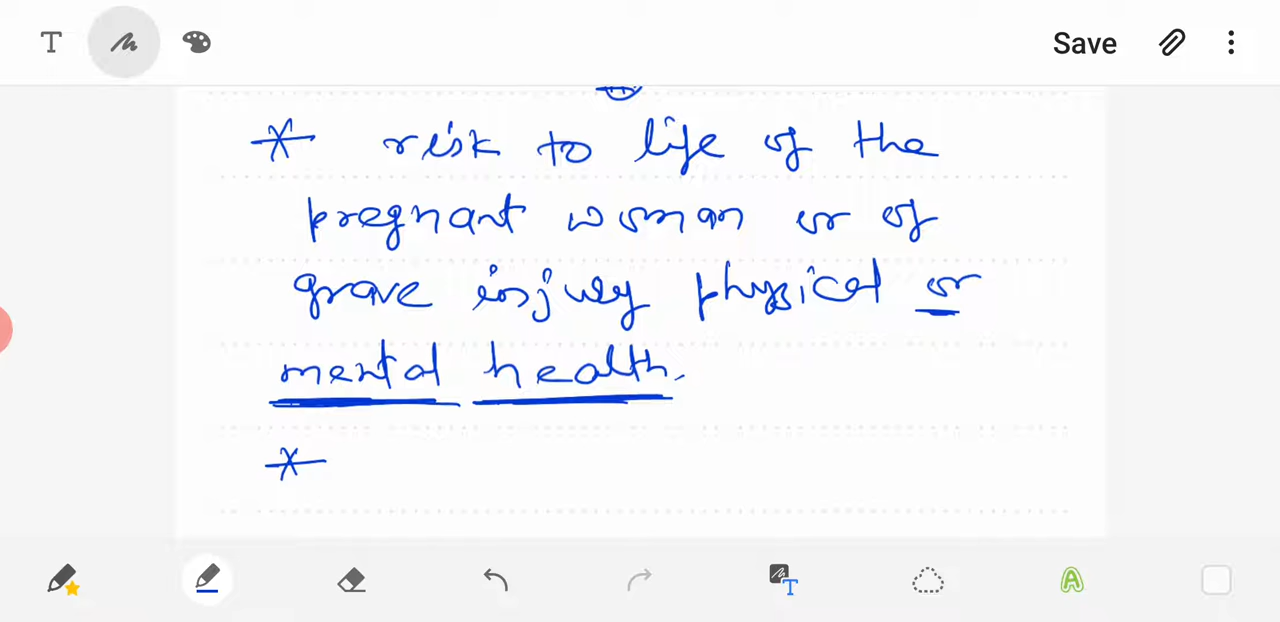 T Save
* risk to life of the
pregnant woman or of
grave injury physical or
mental health.
*
T
A